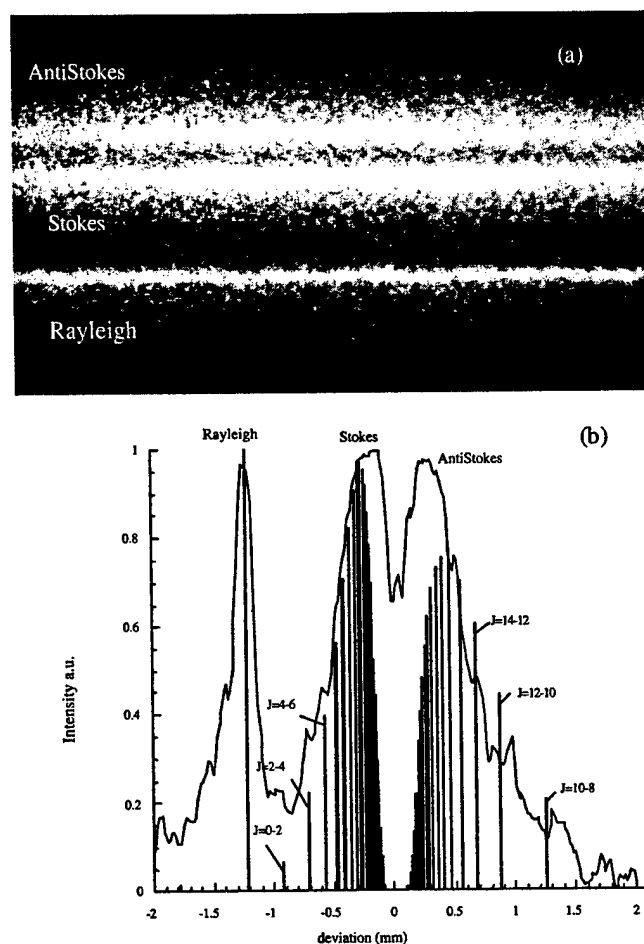 AntiStokes
(a)
Stokes
Rayleigh
(b)
Rayleigh
Stokes
AntiStokes
1
0.8
0.6
0.4
0.2
0
Intensity a.u.
J=0-2
J=2-4
J=4-6
J=14-12
J=12-10
J=10-8
-2
-1.5
-1
-0.5
0
0.5
1
1.5
2
deviation (mm)